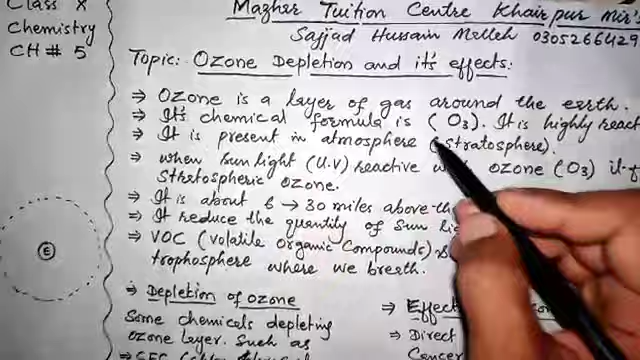 Class X
Chemistry
CH # 5
Mazher Tuition Centre Khairpur Mir's
Sajjad Hussain 0305266429
Topic: Ozone Depletion and it's effects:
⇒ Ozone is a layer of gas around the earth.
⇒ It's chemical formula is (O3). It is highly react
⇒ It is present in atmosphere (stratosphere).
⇒ when sun light (U.V) reactive with ozone (O3) it f
Stratospheric ozone.
⇒ It is about 6 → 30 miles above the
⇒ It reduce the quantity of Sun
⇒ VOC (volatile organic Compounds)
trophosphere where we breath.
E
→ Depletion of ozone
Some chemicals depleting
ozone layer. Such as
→ Effect
→ Direct
Cancer